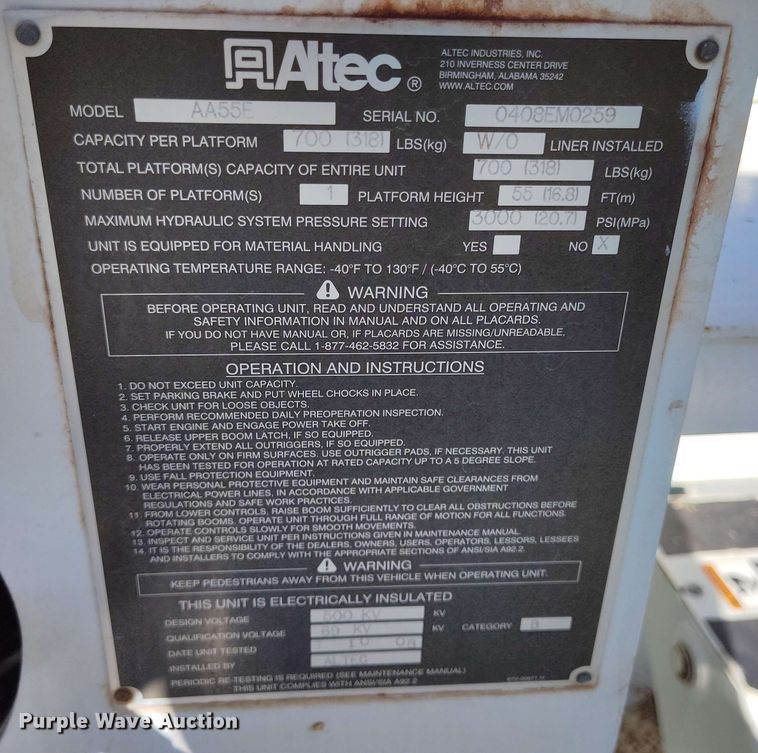 Altec ®
ALTEC INDUSTRIES, INC.
210 INVERNESS CENTER DRIVE
BIRMINGHAM, ALABAMA 35242
WWW.ALTEC.COM
MODEL AA55E SERIAL NO. 0408EM0259
CAPACITY PER PLATFORM 700 (318) LBS(kg) W/O LINER INSTALLED
TOTAL PLATFORM(S) CAPACITY OF ENTIRE UNIT 700 (318) LBS(kg)
NUMBER OF PLATFORM(S) 1 PLATFORM HEIGHT 55 (16.8) FT(m)
MAXIMUM HYDRAULIC SYSTEM PRESSURE SETTING 3000 (20.7) PSI(MPa)
UNIT IS EQUIPPED FOR MATERIAL HANDLING YES NO X
OPERATING TEMPERATURE RANGE: -40°F TO 130°F / (-40°C TO 55°C)
WARNING
BEFORE OPERATING UNIT, READ AND UNDERSTAND ALL OPERATING AND
SAFETY INFORMATION IN MANUAL AND ON ALL PLACARDS.
IF YOU DO NOT HAVE MANUAL OR, IF PLACARDS ARE MISSING/UNREADABLE,
PLEASE CALL 1-877-462-5832 FOR ASSISTANCE.
OPERATION AND INSTRUCTIONS
1. DO NOT EXCEED UNIT CAPACITY.
2. SET PARKING BRAKE AND PUT WHEEL CHOCKS IN PLACE.
3. CHECK UNIT FOR LOOSE OBJECTS.
4. PERFORM RECOMMENDED DAILY PREOPERATION INSPECTION.
5. START ENGINE AND ENGAGE POWER TAKE OFF.
6. RELEASE UPPER BOOM LATCH, IF SO EQUIPPED.
7. PROPERLY EXTEND ALL OUTRIGGERS, IF SO EQUIPPED.
8. OPERATE ONLY ON FIRM SURFACES. USE OUTRIGGER PADS, IF NECESSARY. THIS UNIT
HAS BEEN TESTED FOR OPERATION AT RATED CAPACITY UP TO A 5 DEGREE SLOPE.
9. USE FALL PROTECTION EQUIPMENT.
10. WEAR PERSONAL PROTECTIVE EQUIPMENT AND MAINTAIN SAFE CLEARANCES FROM
ELECTRICAL POWER LINES, IN ACCORDANCE WITH APPLICABLE GOVERNMENT
REGULATIONS AND SAFE WORK PRACTICES.
11. FROM LOWER CONTROLS, RAISE BOOM SUFFICIENTLY TO CLEAR ALL OBSTRUCTIONS BEFORE
ROTATING BOOMS. OPERATE UNIT THROUGH FULL RANGE OF MOTION FOR ALL FUNCTIONS.
12. OPERATE CONTROLS SLOWLY FOR SMOOTH MOVEMENTS.
13. INSPECT AND SERVICE UNIT PER INSTRUCTIONS GIVEN IN MAINTENANCE MANUAL.
14. IT IS THE RESPONSIBILITY OF THE DEALERS, OWNERS, USERS, OPERATORS, LESSORS, LESSEES
AND INSTALLERS TO COMPLY WITH THE APPROPRIATE SECTIONS OF ANSI/SIA A92.2.
WARNING
KEEP PEDESTRIANS AWAY FROM THIS VEHICLE WHEN OPERATING UNIT.
THIS UNIT IS ELECTRICALLY INSULATED
DESIGN VOLTAGE 500 KV KV
QUALIFICATION VOLTAGE 69 KV KV CATEGORY B
DATE UNIT TESTED
INSTALLED BY ALTEC
PERIODIC RE-TESTING IS REQUIRED (SEE MAINTENANCE MANUAL)
THIS UNIT COMPLIES WITH ANSI/SIA A92.2
Purple Wave Auction